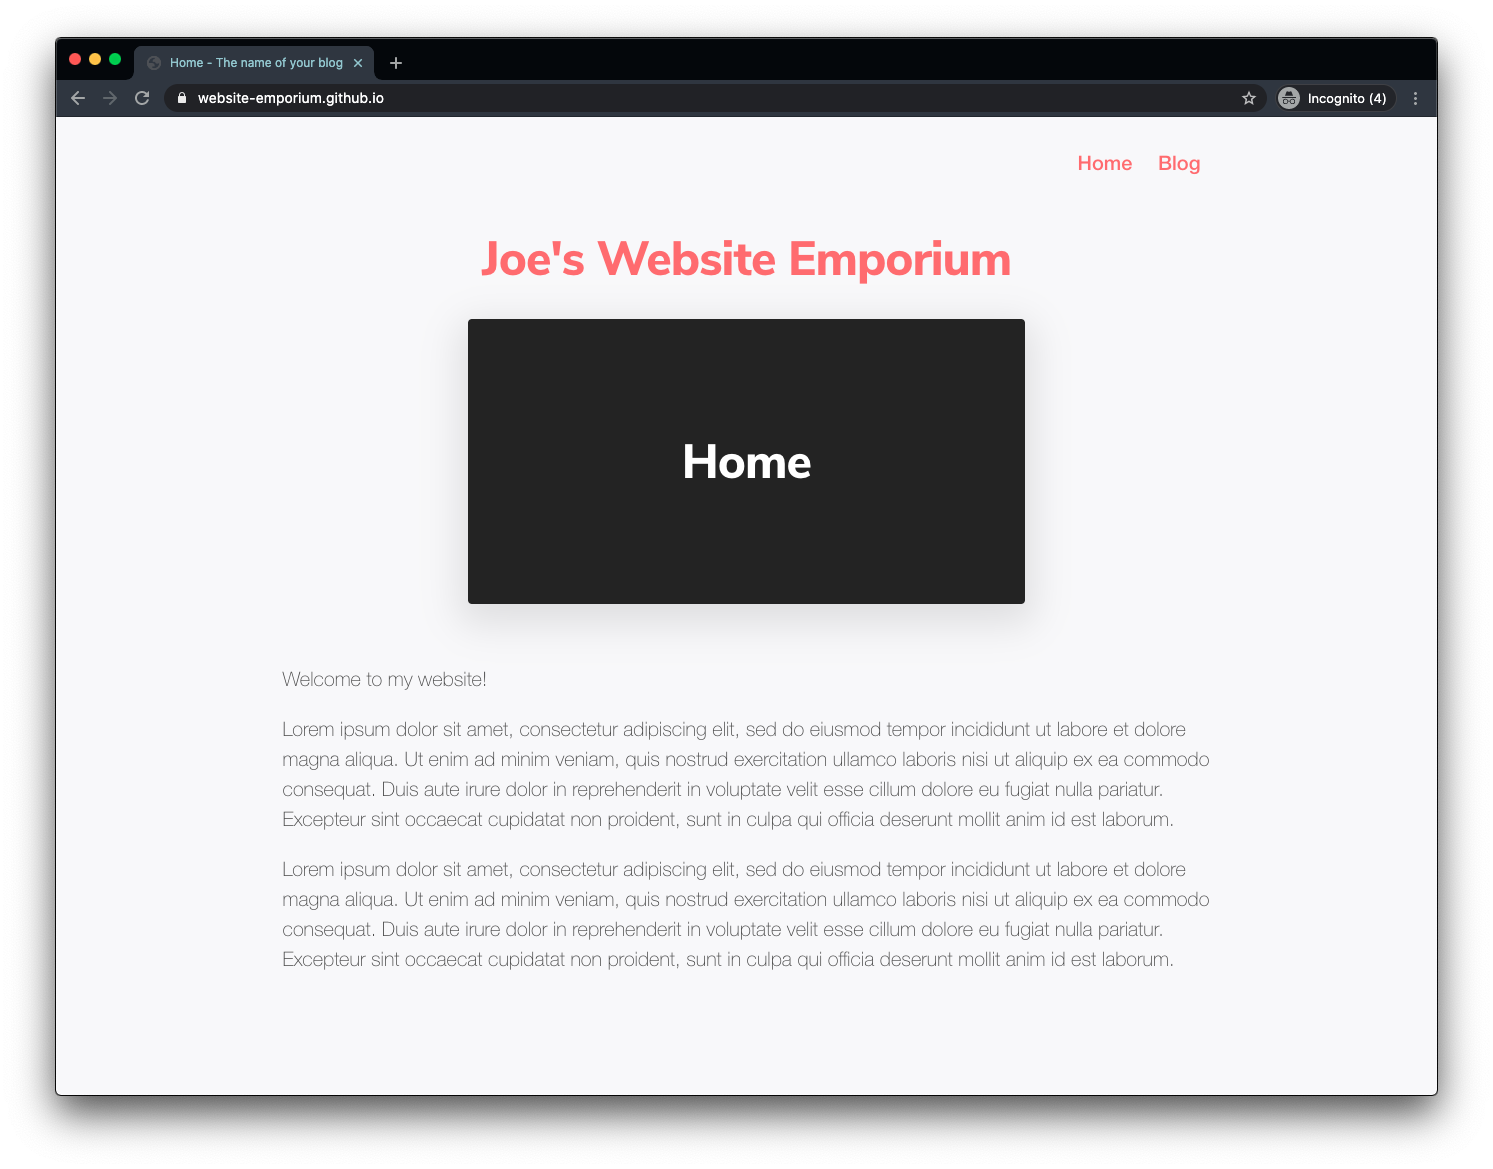 Home - The name of your blog
website-emporium.github.io
Incognito (4)
Home Blog
Joe's Website Emporium
Home
Welcome to my website!
Lorem ipsum dolor sit amet, consectetur adipiscing elit, sed do eiusmod tempor incididunt ut labore et dolore
magna aliqua. Ut enim ad minim veniam, quis nostrud exercitation ullamco laboris nisi ut aliquip ex ea commodo
consequat. Duis aute irure dolor in reprehenderit in voluptate velit esse cillum dolore eu fugiat nulla pariatur.
Excepteur sint occaecat cupidatat non proident, sunt in culpa qui officia deserunt mollit anim id est laborum.
Lorem ipsum dolor sit amet, consectetur adipiscing elit, sed do eiusmod tempor incididunt ut labore et dolore
magna aliqua. Ut enim ad minim veniam, quis nostrud exercitation ullamco laboris nisi ut aliquip ex ea commodo
consequat. Duis aute irure dolor in reprehenderit in voluptate velit esse cillum dolore eu fugiat nulla pariatur.
Excepteur sint occaecat cupidatat non proident, sunt in culpa qui officia deserunt mollit anim id est laborum.